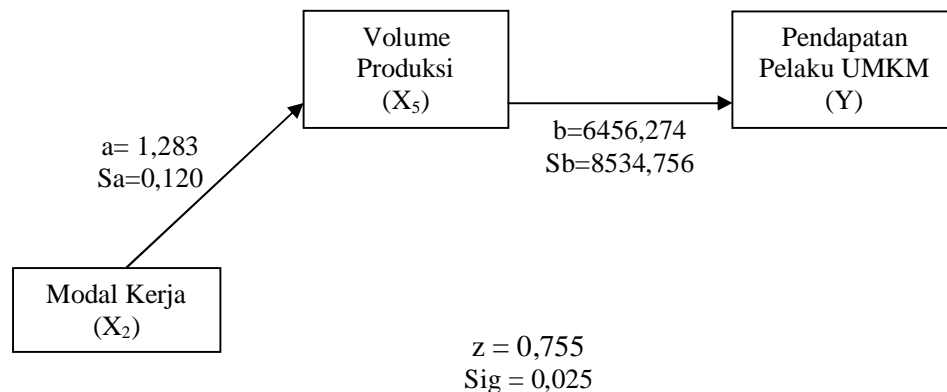 Volume
Produksi
(X₅)
Pendapatan
Pelaku UMKM
(Y)
a= 1,283
Sa=0,120
b=6456,274
Sb=8534,756
Modal Kerja
(X₂)
z = 0,755
Sig = 0,025